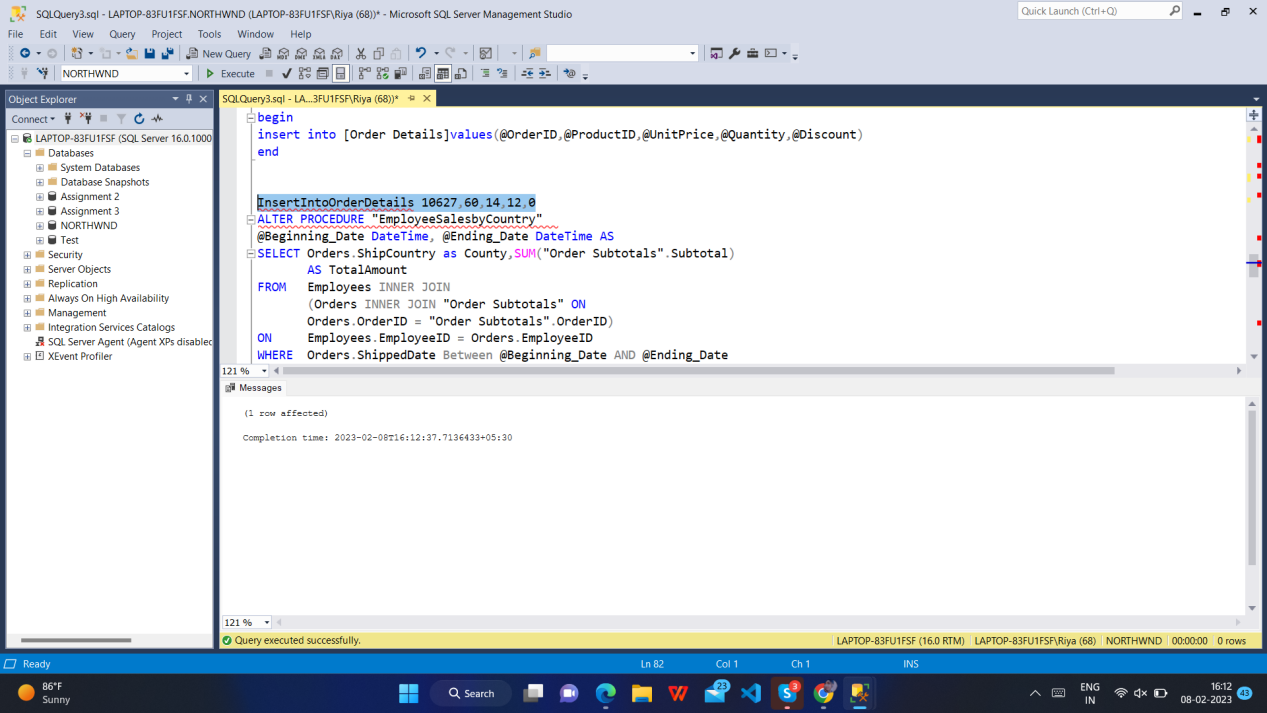 SQLQuery3.sql - LAPTOP-83FU1FSF.NORTHWND (LAPTOP-83FU1FSF\Riya (68))* - Microsoft SQL Server Management Studio
Quick Launch (Ctrl+Q)
File Edit View Query Project Tools Window Help
New Query
NORTHWND
Execute
Object Explorer
SQLQuery3.sql - LA...3FU1FSF\Riya (68))*
Connect
LAPTOP-83FU1FSF (SQL Server 16.0.1000
Databases
System Databases
Database Snapshots
Assignment 2
Assignment 3
NORTHWND
Test
Security
Server Objects
Replication
Always On High Availability
Management
Integration Services Catalogs
SQL Server Agent (Agent XPs disabled
XEvent Profiler
begin
insert into [Order Details]values(@OrderID,@ProductID,@UnitPrice,@Quantity,@Discount)
end
InsertIntoOrderDetails 10627,60,14,12,0
ALTER PROCEDURE "EmployeeSalesbyCountry"
@Beginning_Date DateTime, @Ending_Date DateTime AS
SELECT Orders.ShipCountry as County,SUM("Order Subtotals".Subtotal)
AS TotalAmount
FROM Employees INNER JOIN
(Orders INNER JOIN "Order Subtotals" ON
Orders.OrderID = "Order Subtotals".OrderID)
ON Employees.EmployeeID = Orders.EmployeeID
WHERE Orders.ShippedDate Between @Beginning_Date AND @Ending_Date
121 %
Messages
(1 row affected)
Completion time: 2023-02-08T16:12:37.7136433+05:30
121 %
Query executed successfully.
LAPTOP-83FU1FSF (16.0 RTM) LAPTOP-83FU1FSF\Riya (68) NORTHWND 00:00:00 0 rows
Ready Ln 82 Col 1 Ch 1 INS
86°F
Sunny
Search
23
3
ENG
IN
16:12
08-02-2023
43